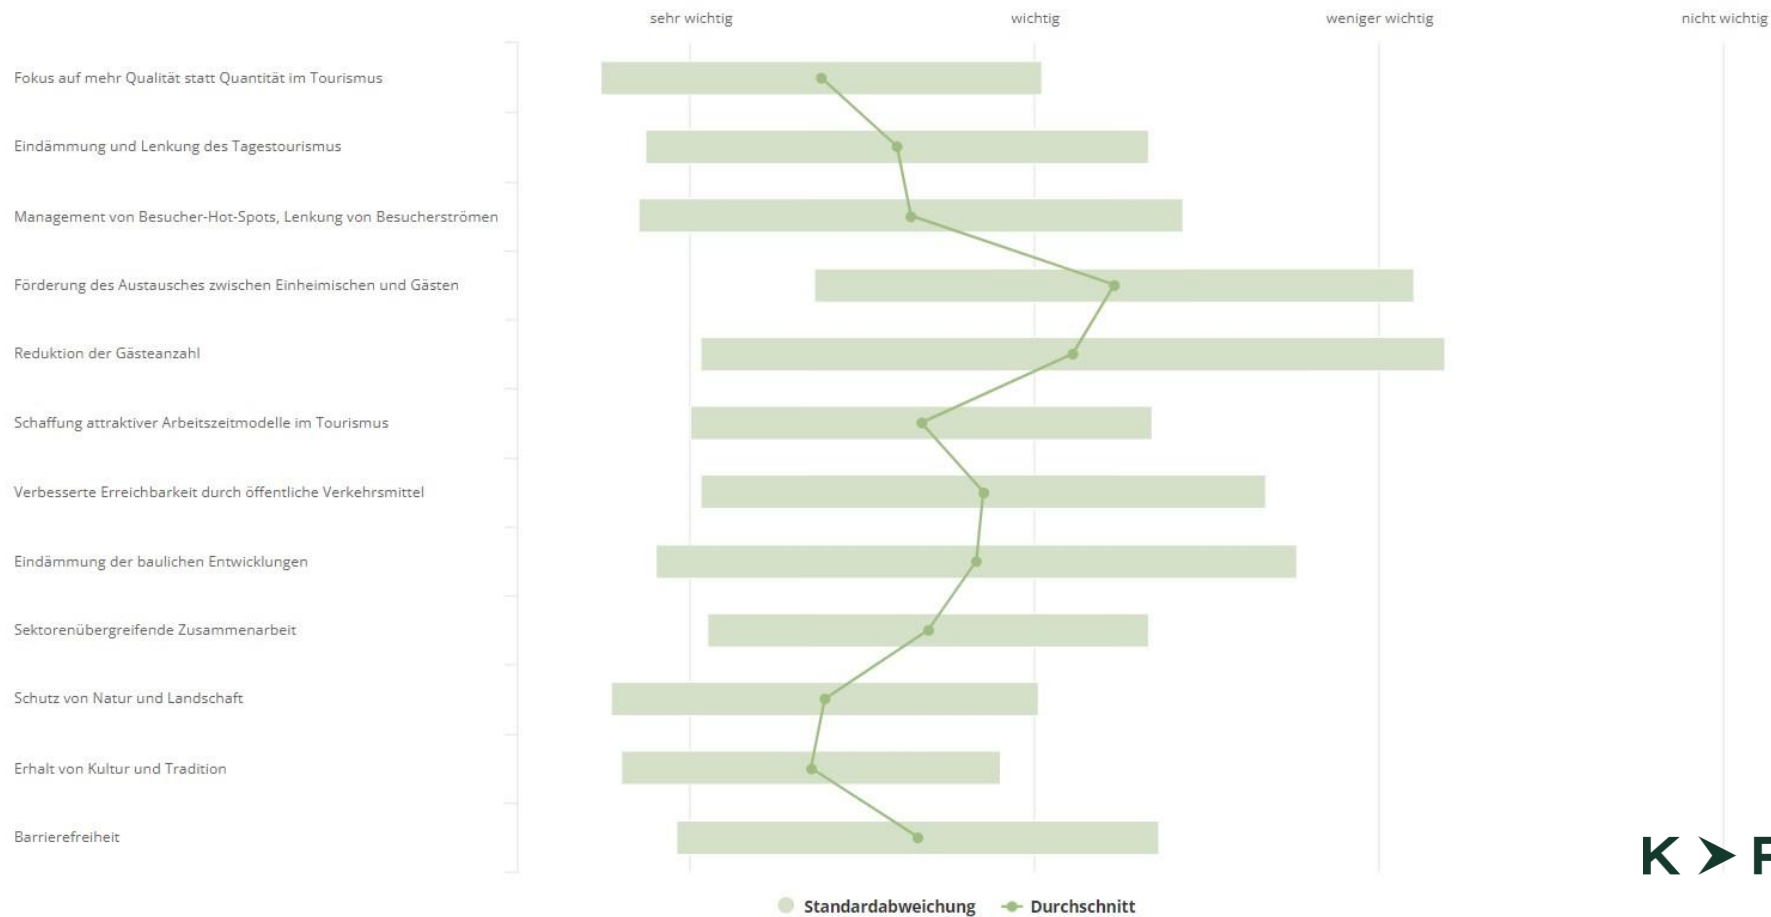 sehr wichtig wichtig weniger wichtig nicht wichtig
Fokus auf mehr Qualität statt Quantität im Tourismus
Eindämmung und Lenkung des Tagestourismus
Management von Besucher-Hot-Spots, Lenkung von Besucherströmen
Förderung des Austausches zwischen Einheimischen und Gästen
Reduktion der Gästeanzahl
Schaffung attraktiver Arbeitszeitmodelle im Tourismus
Verbesserte Erreichbarkeit durch öffentliche Verkehrsmittel
Eindämmung der baulichen Entwicklungen
Sektorenübergreifende Zusammenarbeit
Schutz von Natur und Landschaft
Erhalt von Kultur und Tradition
Barrierefreiheit
Standardabweichung Durchschnitt